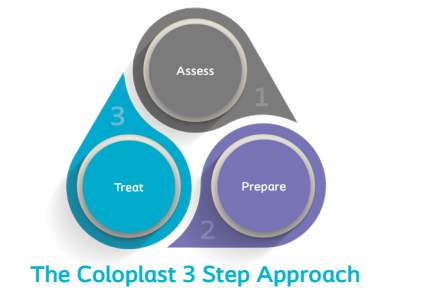 Assess
1
3
Treat
Prepare
2
The Coloplast 3 Step Approach